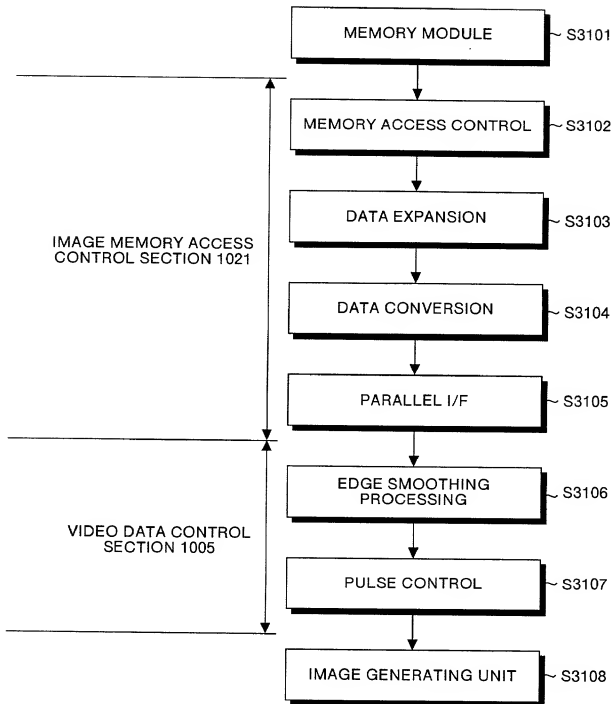 MEMORY MODULE
S3101
MEMORY ACCESS CONTROL
S3102
DATA EXPANSION
S3103
IMAGE MEMORY ACCESS
CONTROL SECTION 1021
DATA CONVERSION
S3104
PARALLEL I/F
S3105
EDGE SMOOTHING
PROCESSING
S3106
VIDEO DATA CONTROL
SECTION 1005
PULSE CONTROL
S3107
IMAGE GENERATING UNIT
S3108